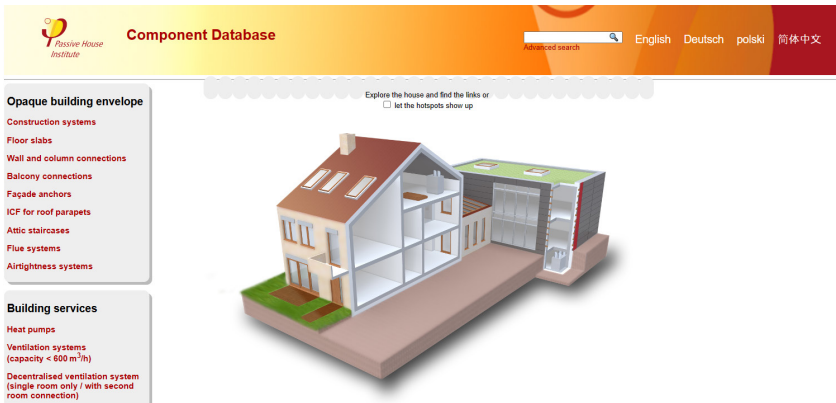 Passive House
Institute
Component Database
Advanced search
English Deutsch polski 简体中文
Opaque building envelope
Construction systems
Floor slabs
Wall and column connections
Balcony connections
Façade anchors
ICF for roof parapets
Attic staircases
Flue systems
Airtightness systems
Building services
Heat pumps
Ventilation systems
(capacity < 600 m³/h)
Decentralised ventilation system
(single room only / with second
room connection)
Explore the house and find the links or
let the hotspots show up